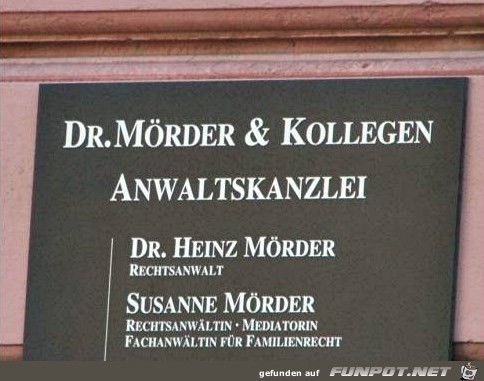 DR. MÖRDER & KOLLEGEN
ANWALTSKANZLEI
DR. HEINZ MÖRDER
RECHTSANWALT
SUSANNE MÖRDER
RECHTSANWÄLTIN · MEDIATORIN
FACHANWÄLTIN FÜR FAMILIENRECHT
gefunden auf FUNPOT.NET